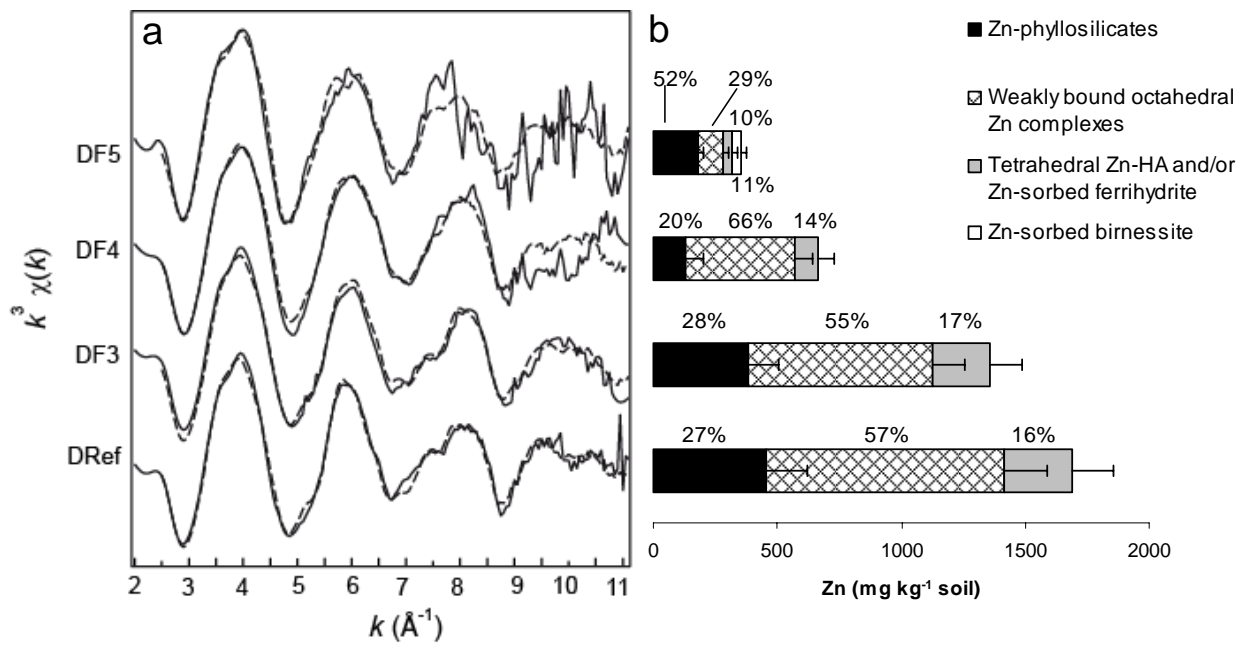 a
k³ χ(k)
DF5
DF4
DF3
DRef
2 3 4 5 6 7 8 9 10 11
k (Å⁻¹)
b
Zn-phyllosilicates
Weakly bound octahedral
Zn complexes
Tetrahedral Zn-HA and/or
Zn-sorbed ferrihydrite
Zn-sorbed birnessite
52% 29%
10%
11%
20% 66% 14%
28% 55% 17%
27% 57% 16%
0 500 1000 1500 2000
Zn (mg kg⁻¹ soil)